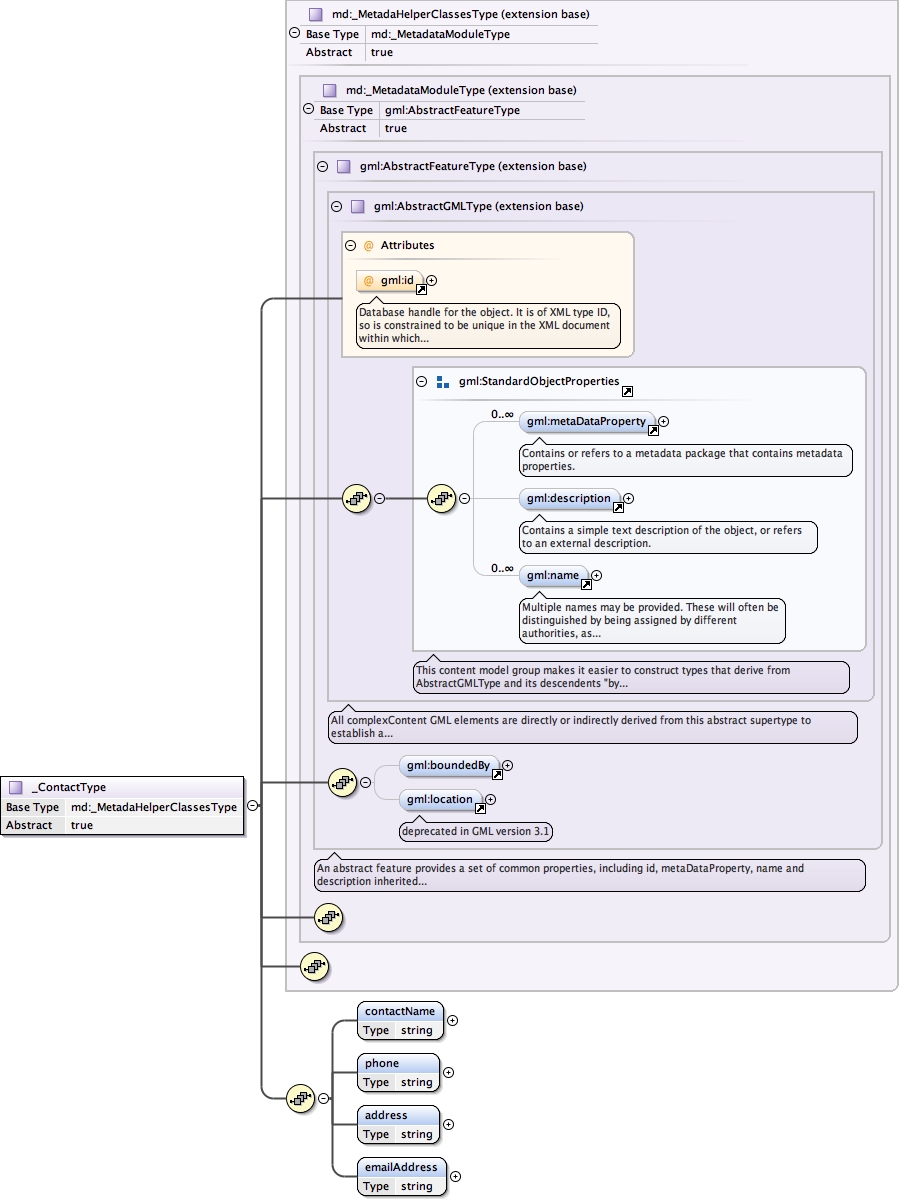 md:_MetadaHelperClassesType (extension base)
Base Type md:_MetadataModuleType
Abstract true
md:_MetadataModuleType (extension base)
Base Type gml:AbstractFeatureType
Abstract true
gml:AbstractFeatureType (extension base)
gml:AbstractGMLType (extension base)
@ Attributes
@ gml:id
Database handle for the object. It is of XML type ID,
so is constrained to be unique in the XML document
within which...
gml:StandardObjectProperties
0..∞
gml:metaDataProperty
Contains or refers to a metadata package that contains metadata
properties.
gml:description
Contains a simple text description of the object, or refers
to an external description.
0..∞
gml:name
Multiple names may be provided. These will often be
distinguished by being assigned by different
authorities, as...
This content model group makes it easier to construct types that derive from
AbstractGMLType and its descendents "by...
All complexContent GML elements are directly or indirectly derived from this abstract supertype to
establish a...
gml:boundedBy
gml:location
deprecated in GML version 3.1
_ContactType
Base Type md:_MetadaHelperClassesType
Abstract true
An abstract feature provides a set of common properties, including id, metaDataProperty, name and
description inherited...
contactName
Type string
phone
Type string
address
Type string
emailAddress
Type string